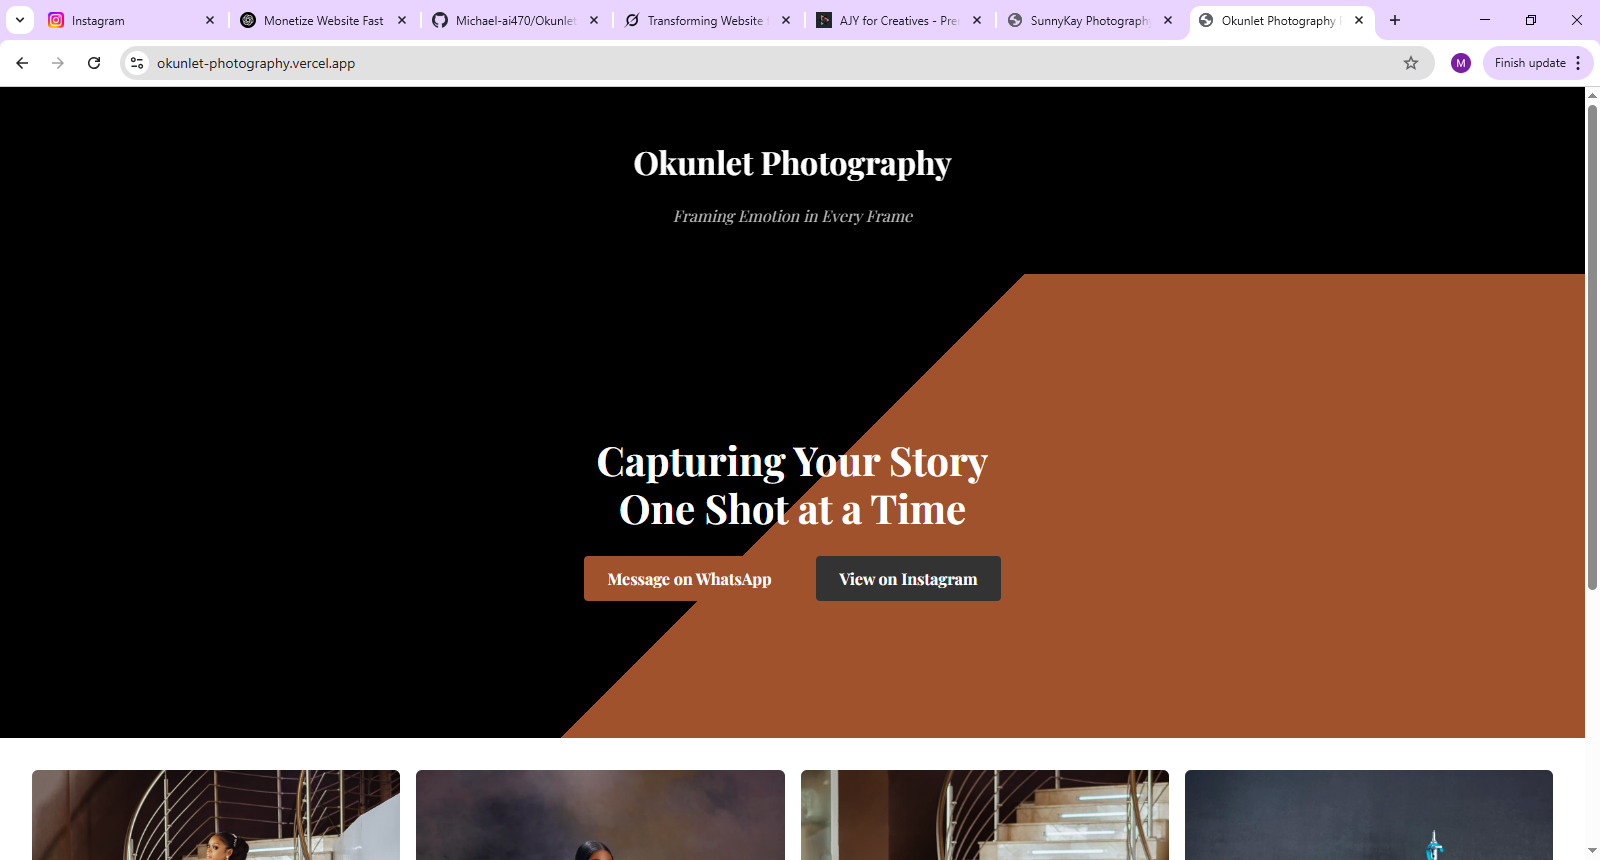 Instagram
Monetize Website Fast
Michael-ai470/Okunlet
Transforming Website
AJY for Creatives - Pre
SunnyKay Photography
Okunlet Photography
okunlet-photography.vercel.app
M
Finish update
Okunlet Photography
Framing Emotion in Every Frame
Capturing Your Story
One Shot at a Time
Message on WhatsApp
View on Instagram